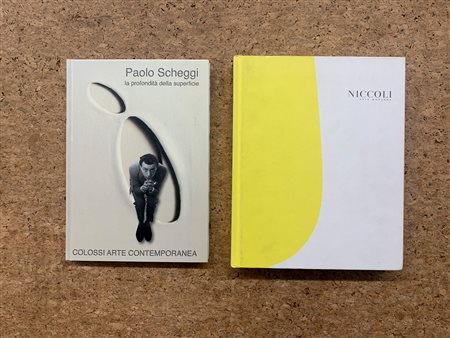 Paolo Scheggi
la profondità della superficie
COLOSSI ARTE CONTEMPORANEA
NICCOLI